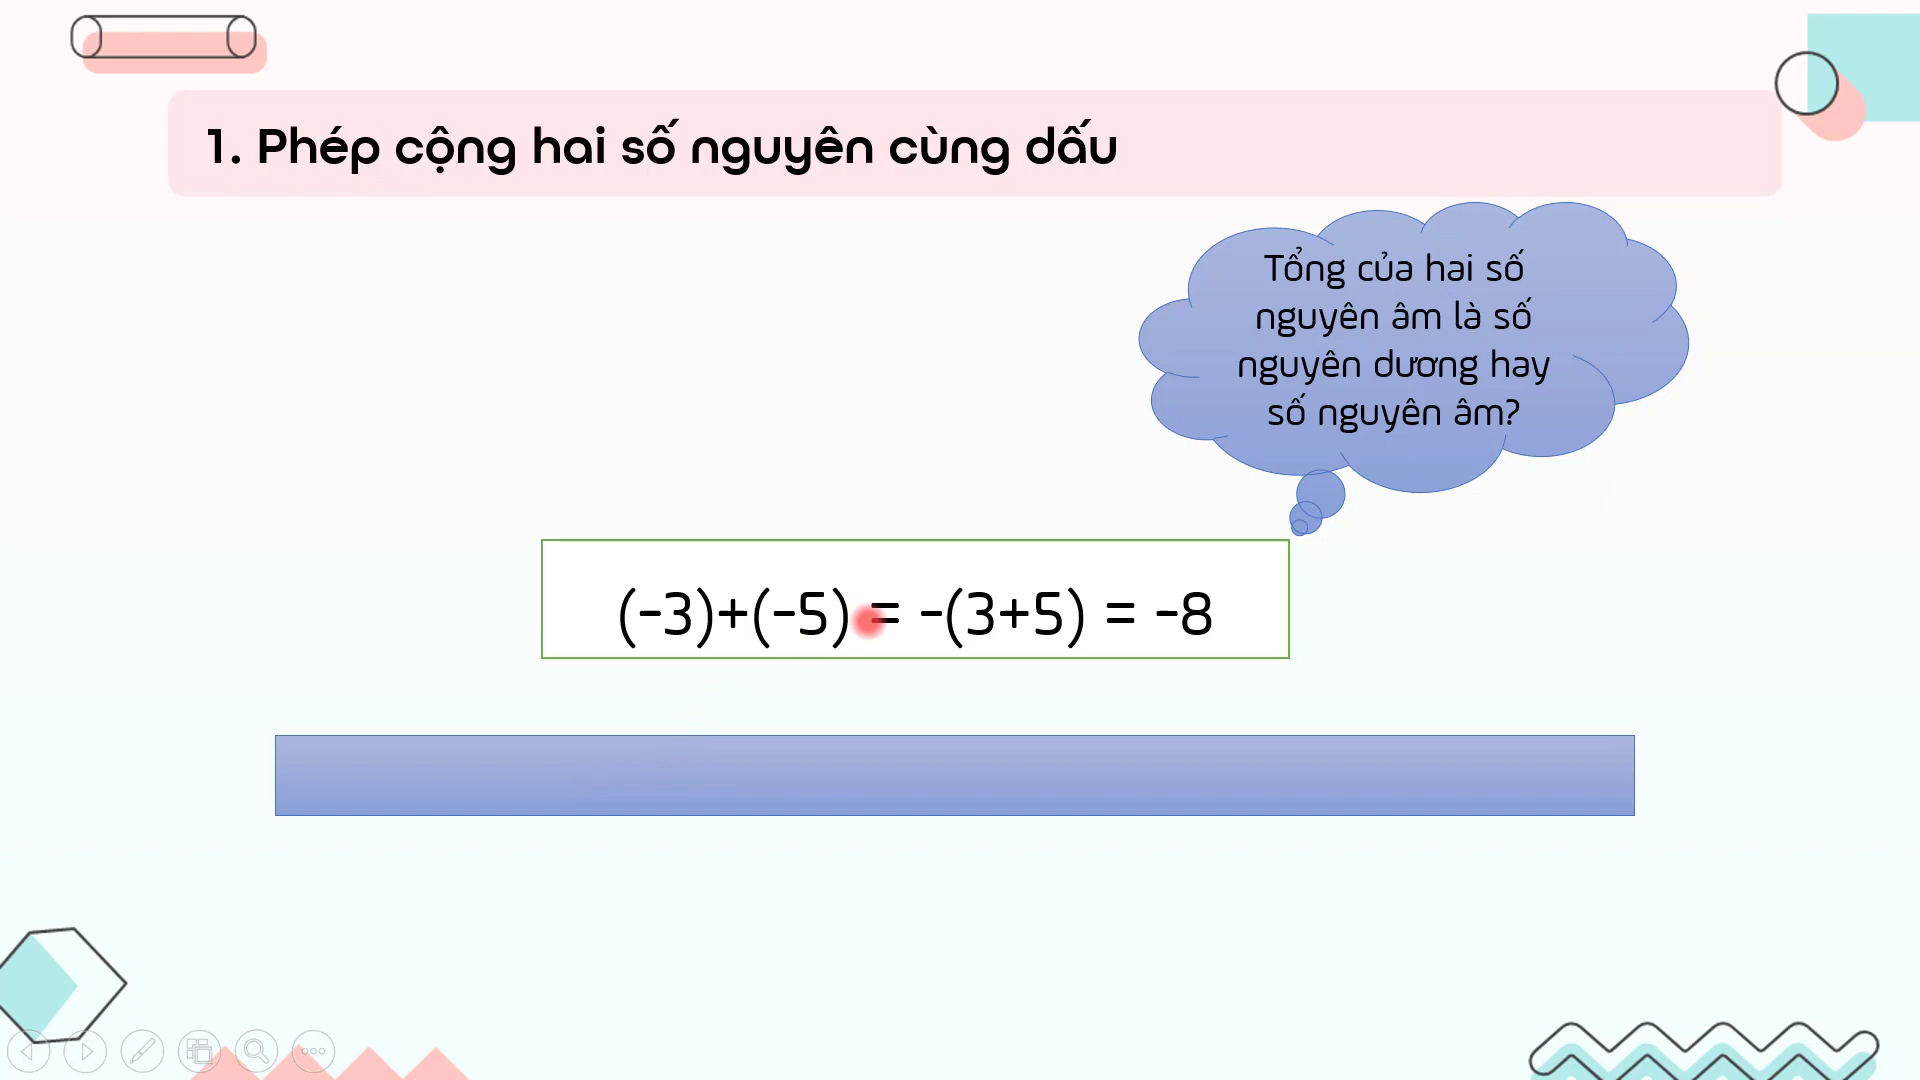 1. Phép cộng hai số nguyên cùng dấu
Tổng của hai số
nguyên âm là số
nguyên dương hay
số nguyên âm?
(-3)+(-5) = -(3+5) = -8